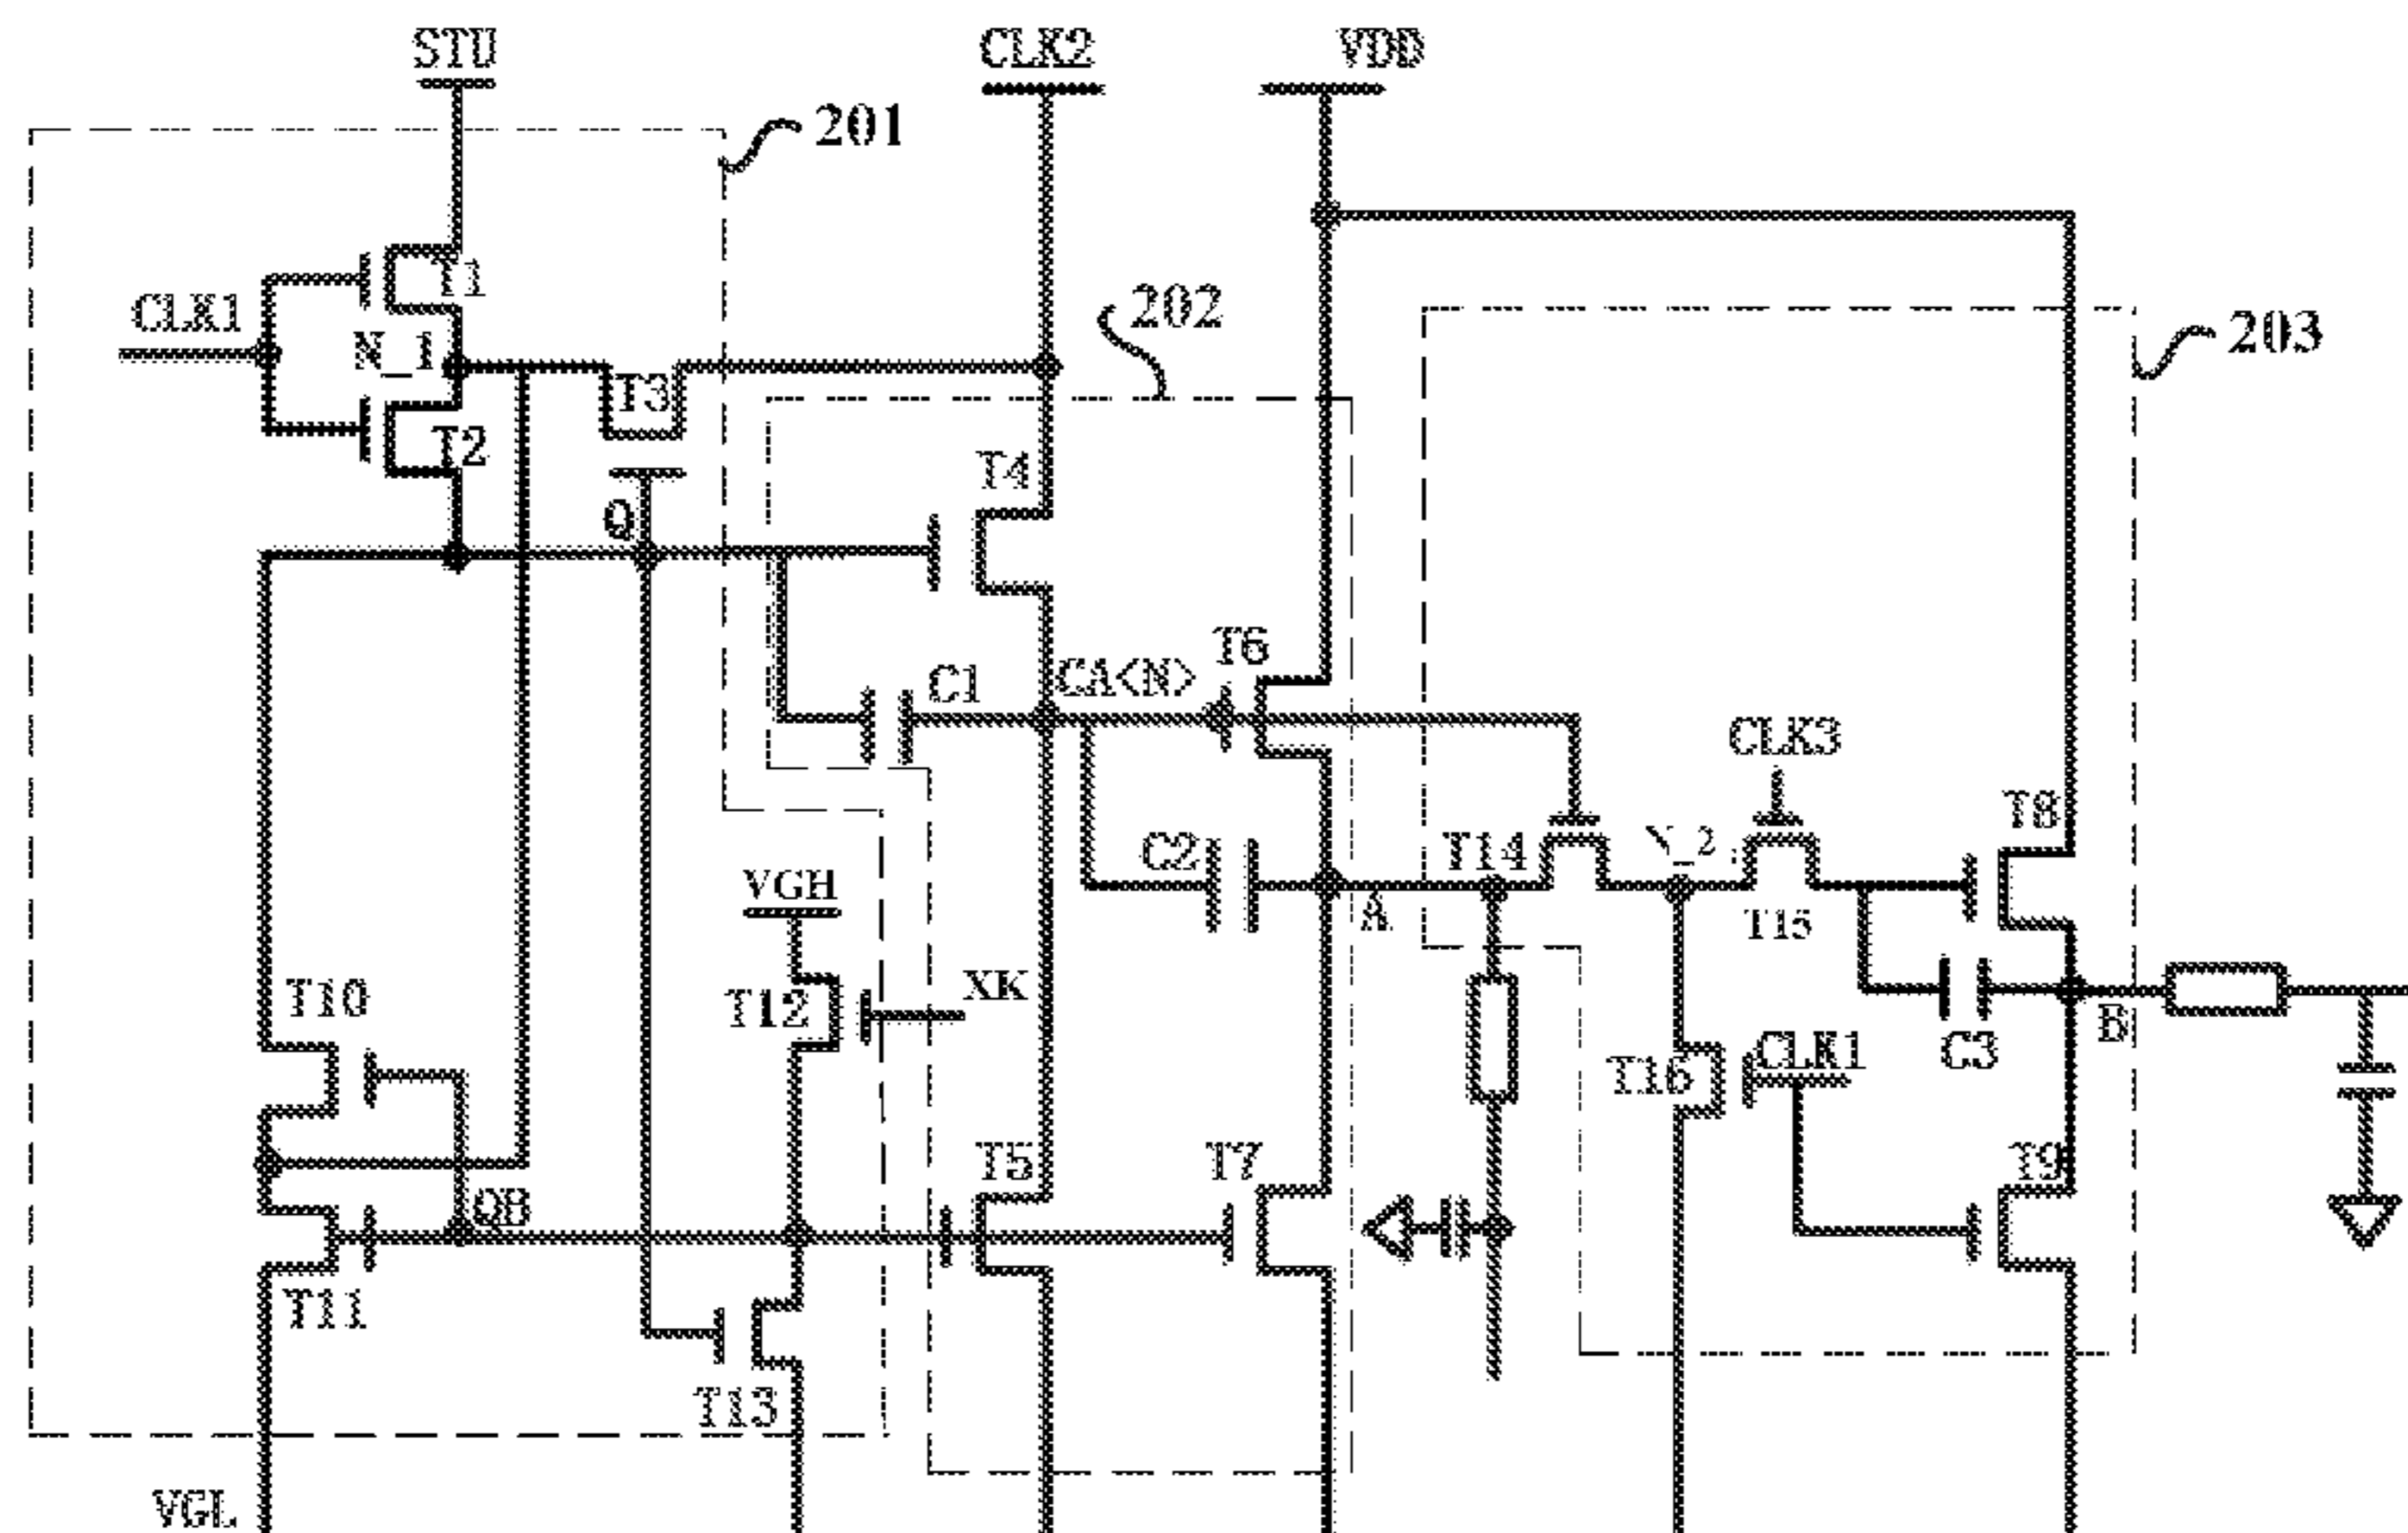 STU
CLK2
VDD
201
T1
CLK1
202
203
N_1
T3
T2
T4
Q
T6
CA<N>
C1
CLK3
T8
C2
T14
N_2
VGH
A
T15
T10
T12
XK
B
T16
CLK1
C3
T5
T7
T9
QB
T11
T13
VGL